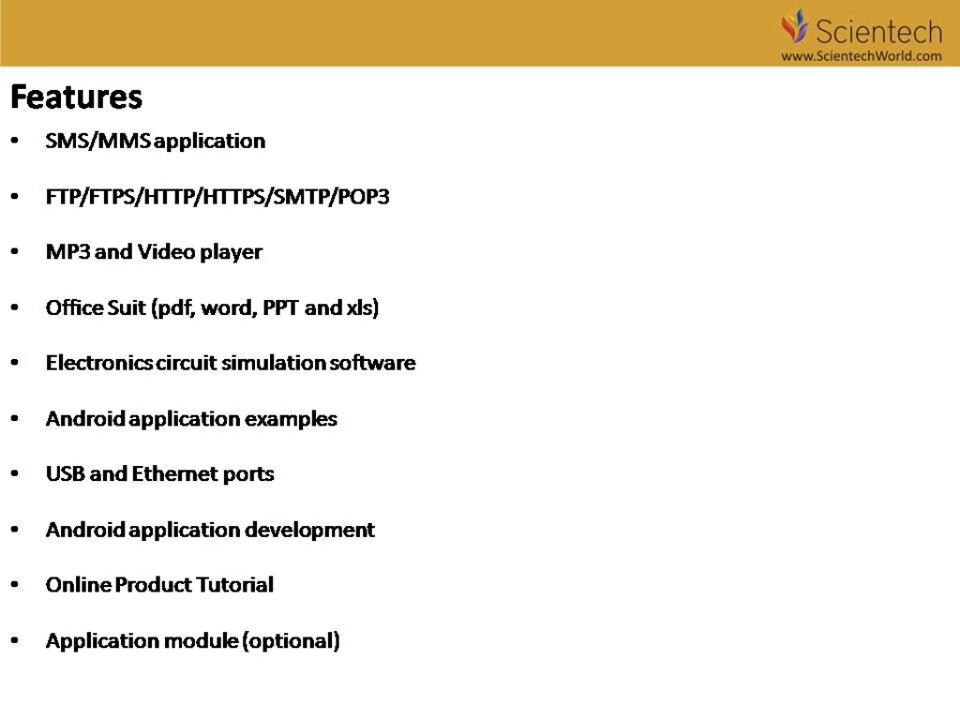 Scientech
www.ScientechWorld.com
Features
• SMS/MMS application
• FTP/FTPS/HTTP/HTTPS/SMTP/POP3
• MP3 and Video player
• Office Suit (pdf, word, PPT and xls)
• Electronics circuit simulation software
• Android application examples
• USB and Ethernet ports
• Android application development
• Online Product Tutorial
• Application module (optional)